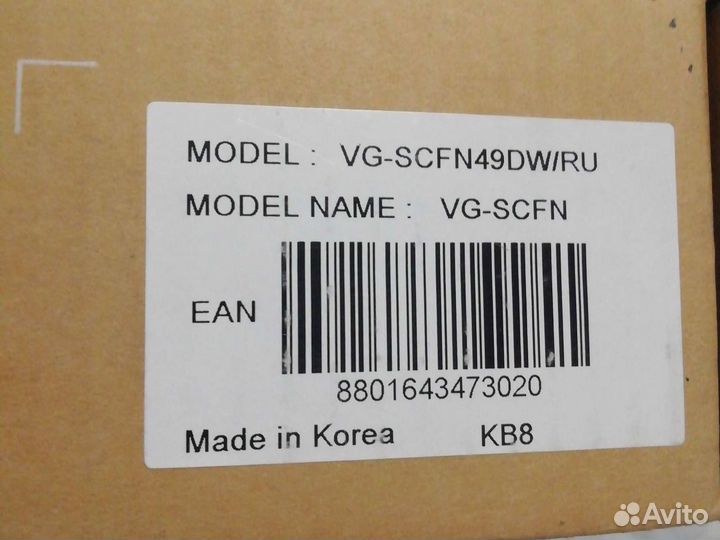 MODEL : VG-SCFN49DW/RU
MODEL NAME : VG-SCFN
EAN
8801643473020
Made in Korea KB8
Avito